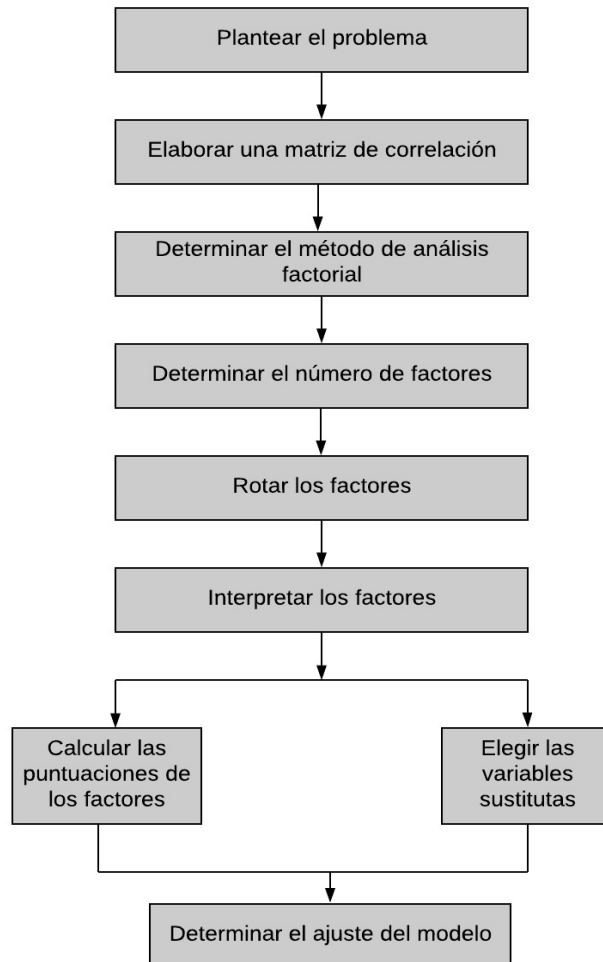 Plantear el problema
Elaborar una matriz de correlación
Determinar el método de análisis
factorial
Determinar el número de factores
Rotar los factores
Interpretar los factores
Calcular las
puntuaciones de
los factores
Elegir las
variables
sustitutas
Determinar el ajuste del modelo